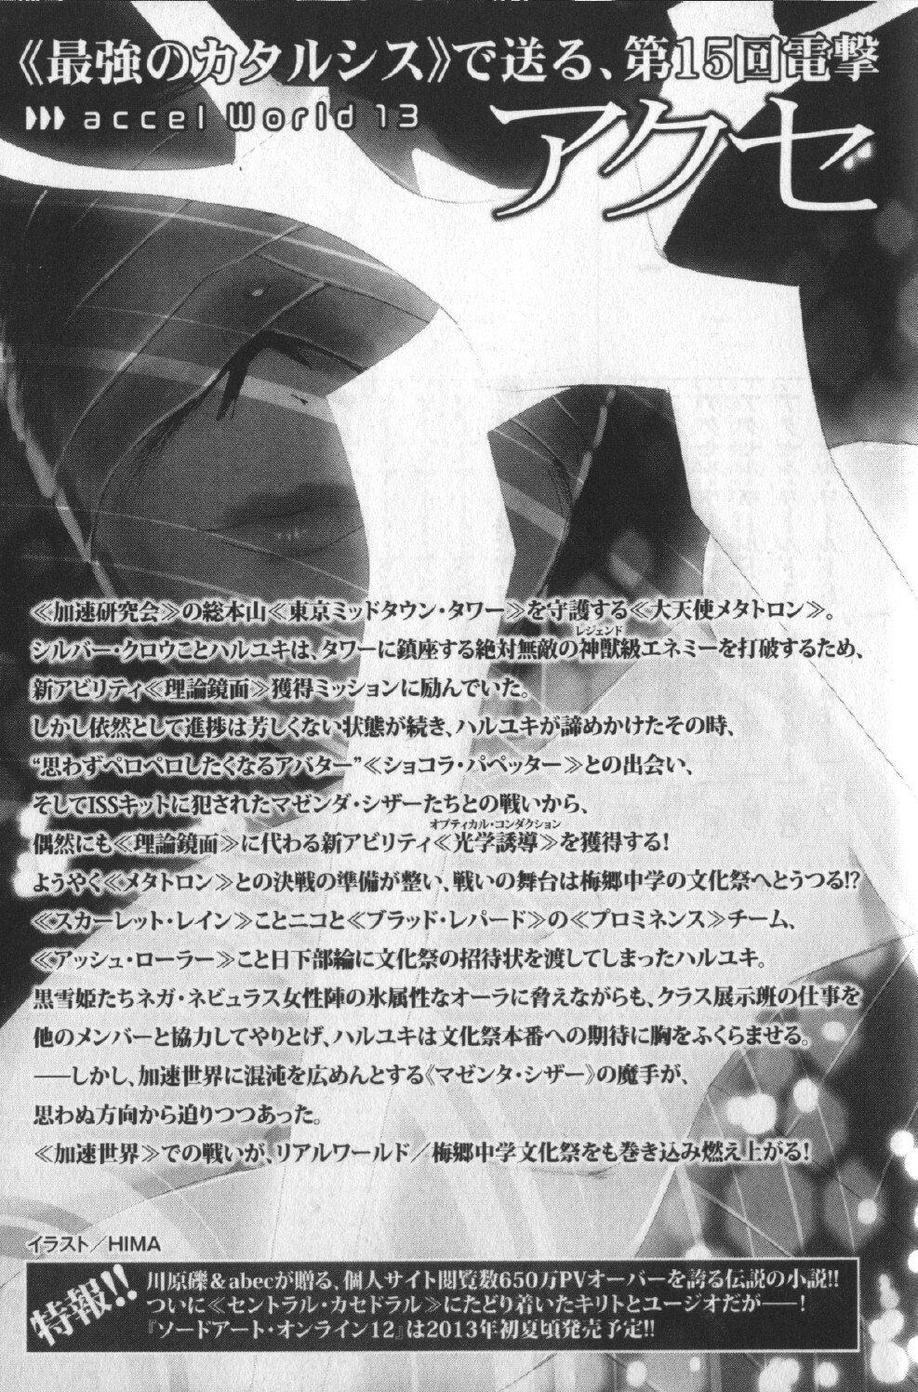 《最強のカタルシス》で送る、第15回電撃
accel World 13
アクセ
≪加速研究会≫の総本山≪東京ミッドタウン・タワー≫を守護する≪大天使メタトロン≫。
レジェンド
シルバー・クロウことハルユキは、タワーに鎮座する絶対無敵の神獣級エネミーを打破するため、
新アビリティ≪理論鏡面≫獲得ミッションに励んでいた。
しかし依然として進捗は芳しくない状態が続き、ハルユキが諦めかけたその時、
“思わずペロペロしたくなるアバター”≪ショコラ・パペッター≫との出会い、
そしてISSキットに犯されたマゼンダ・シザーたちとの戦いから、
オプティカル・コンダクション
偶然にも≪理論鏡面≫に代わる新アビリティ≪光学誘導≫を獲得する!
ようやく≪メタトロン≫との決戦の準備が整い、戦いの舞台は梅郷中学の文化祭へとうつる!?
≪スカーレット・レイン≫ことニコと≪ブラッド・レパード≫の≪プロミネンス≫チーム、
≪アッシュ・ローラー≫こと日下部輪に文化祭の招待状を渡してしまったハルユキ。
黒雪姫たちネガ・ネビュラス女性陣の氷属性なオーラに脅えながらも、クラス展示班の仕事を
他のメンバーと協力してやりとげ、ハルユキは文化祭本番への期待に胸をふくらませる。
――しかし、加速世界に混沌を広めんとする《マゼンタ・シザー》の魔手が、
思わぬ方向から迫りつつあった。
≪加速世界≫での戦いが、リアルワールド/梅郷中学文化祭をも巻き込み燃え上がる!
イラスト/HIMA
特報!!
川原礫&abecが贈る、個人サイト閲覧数650万PVオーバーを誇る伝説の小説!!
ついに≪セントラル・カセドラル≫にたどり着いたキリトとユージオだが――!
『ソードアート・オンライン12』は2013年初夏頃発売予定!!